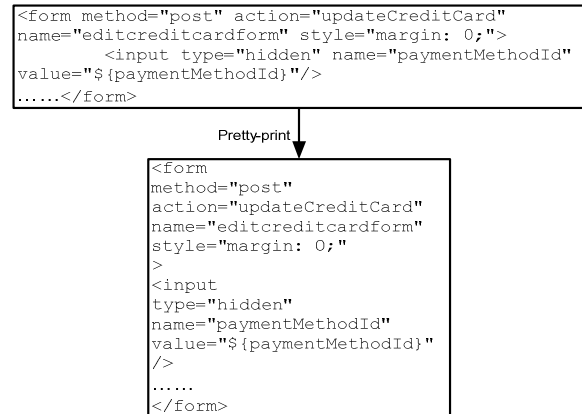 <form method="post" action="updateCreditCard"
name="editcreditcardform" style="margin: 0;">
<input type="hidden" name="paymentMethodId"
value="${paymentMethodId}"/>
......</form>
Pretty-print
<form
method="post"
action="updateCreditCard"
name="editcreditcardform"
style="margin: 0;"
>
<input
type="hidden"
name="paymentMethodId"
value="${paymentMethodId}"
/>
......
</form>